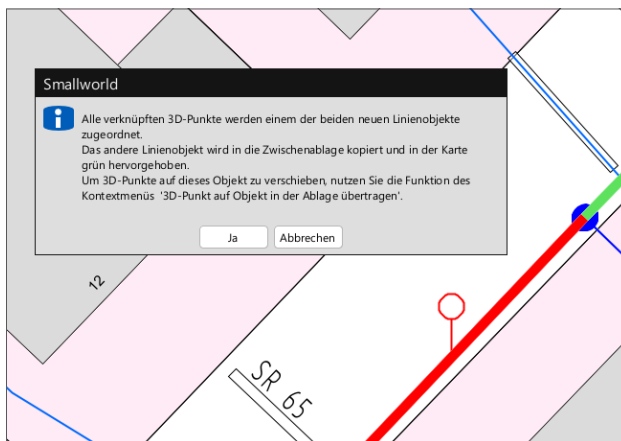 Smallworld
Alle verknüpften 3D-Punkte werden einem der beiden neuen Linienobjekte
zugeordnet.
Das andere Linienobjekt wird in die Zwischenablage kopiert und in der Karte
grün hervorgehoben.
Um 3D-Punkte auf dieses Objekt zu verschieben, nutzen Sie die Funktion des
Kontextmenüs '3D-Punkt auf Objekt in der Ablage übertragen'.
Ja
Abbrechen
12
SR 65